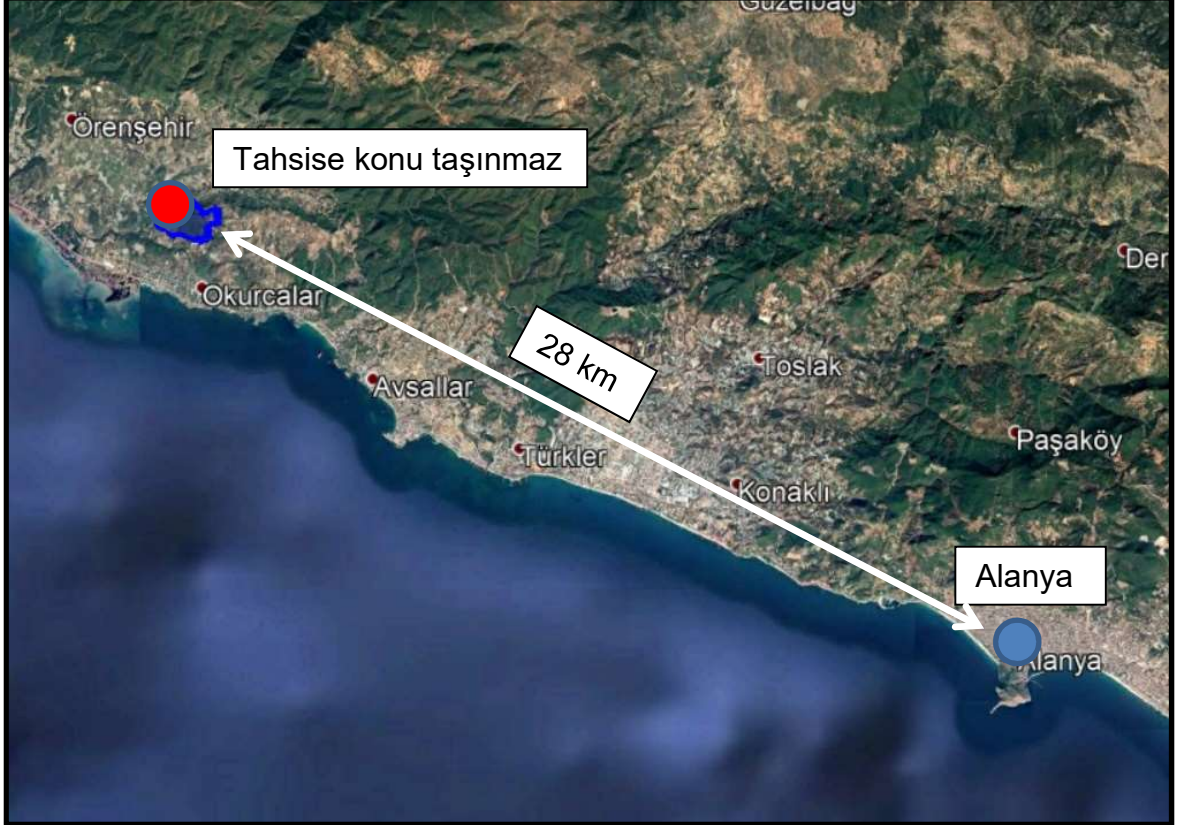 Güzelbağ
Örenşehir
Tahsise konu taşınmaz
Der
Okurcalar
28 km
Toslak
Avsallar
Paşaköy
Türkler
Konaklı
Alanya
Alanya